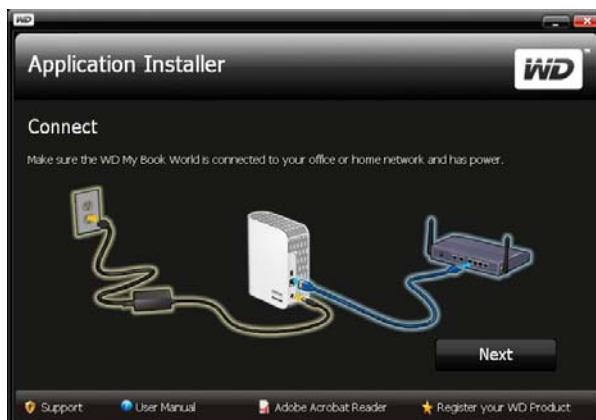 WD
Application Installer
WD
Connect
Make sure the WD My Book World is connected to your office or home network and has power.
Next
Support
User Manual
Adobe Acrobat Reader
Register your WD Product